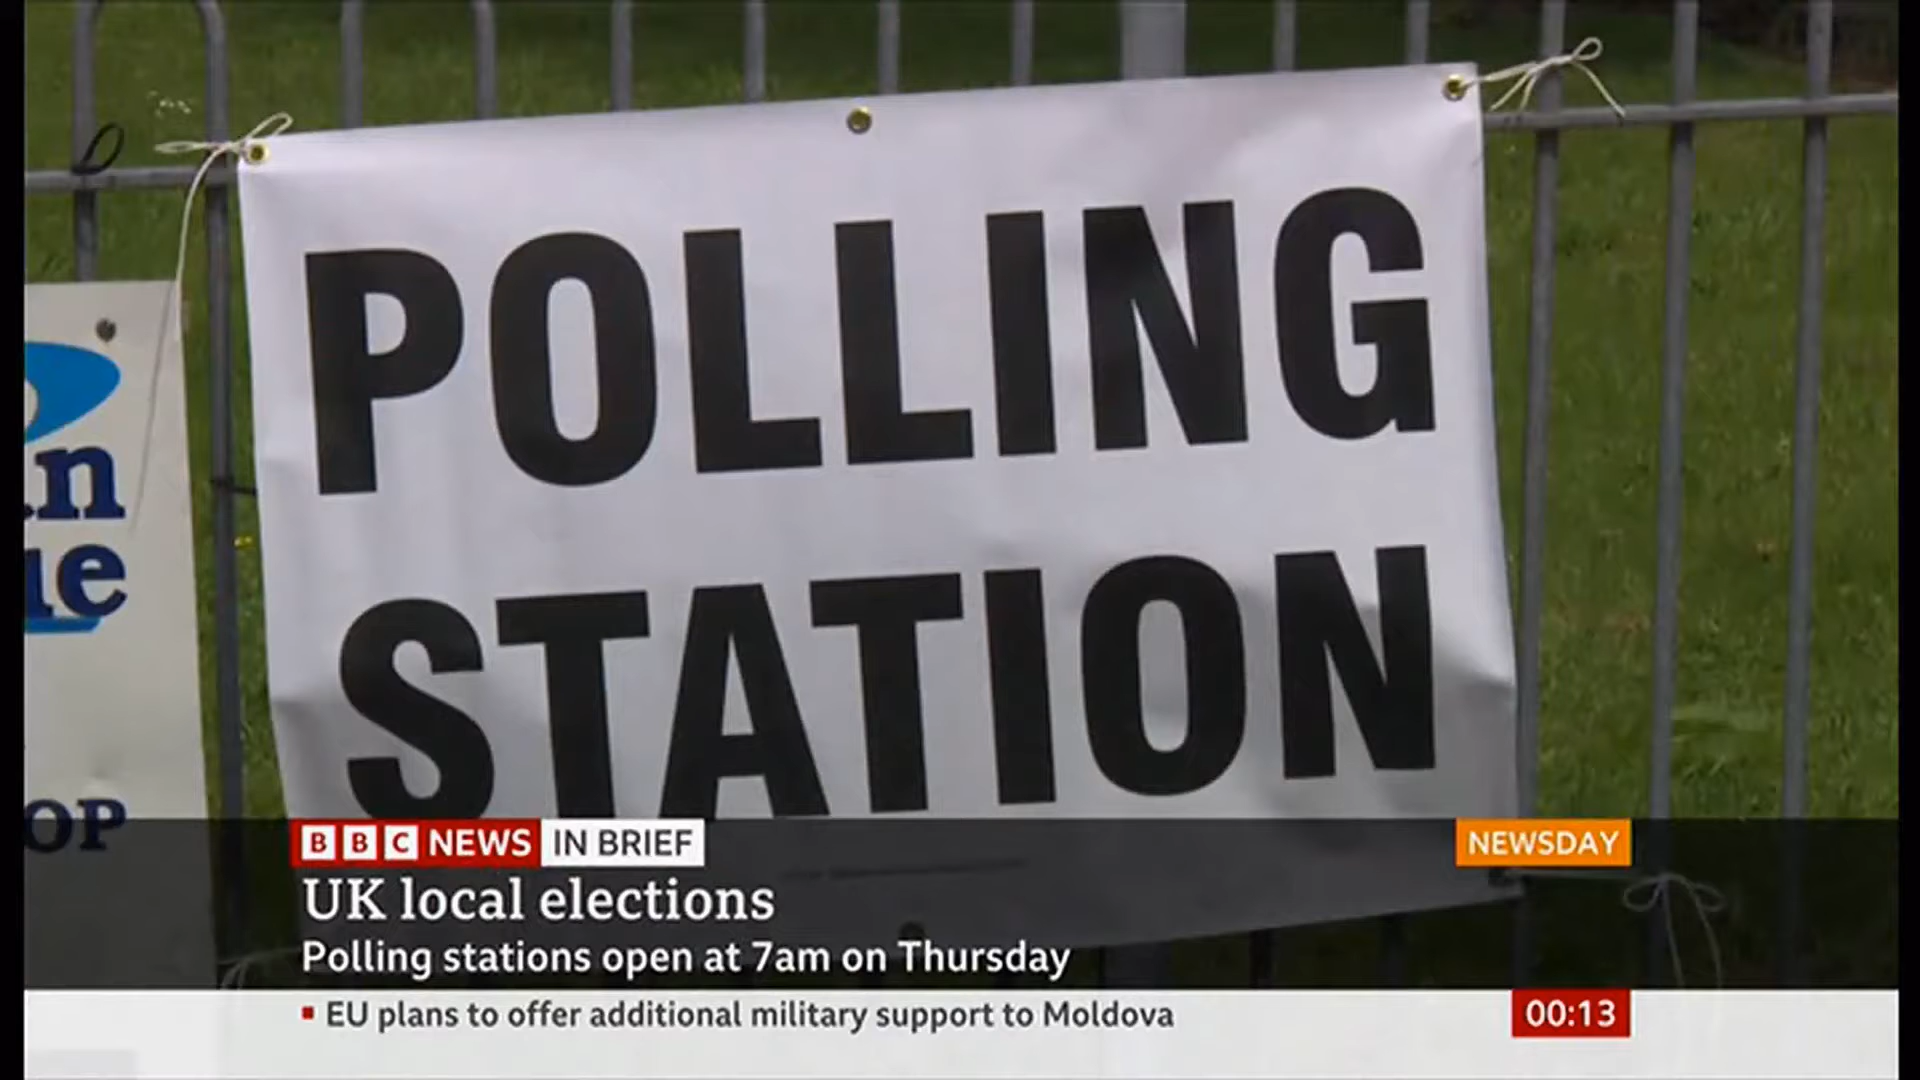 POLLING
STATION
OP
BBC NEWS IN BRIEF
NEWSDAY
UK local elections
Polling stations open at 7am on Thursday
EU plans to offer additional military support to Moldova
00:13